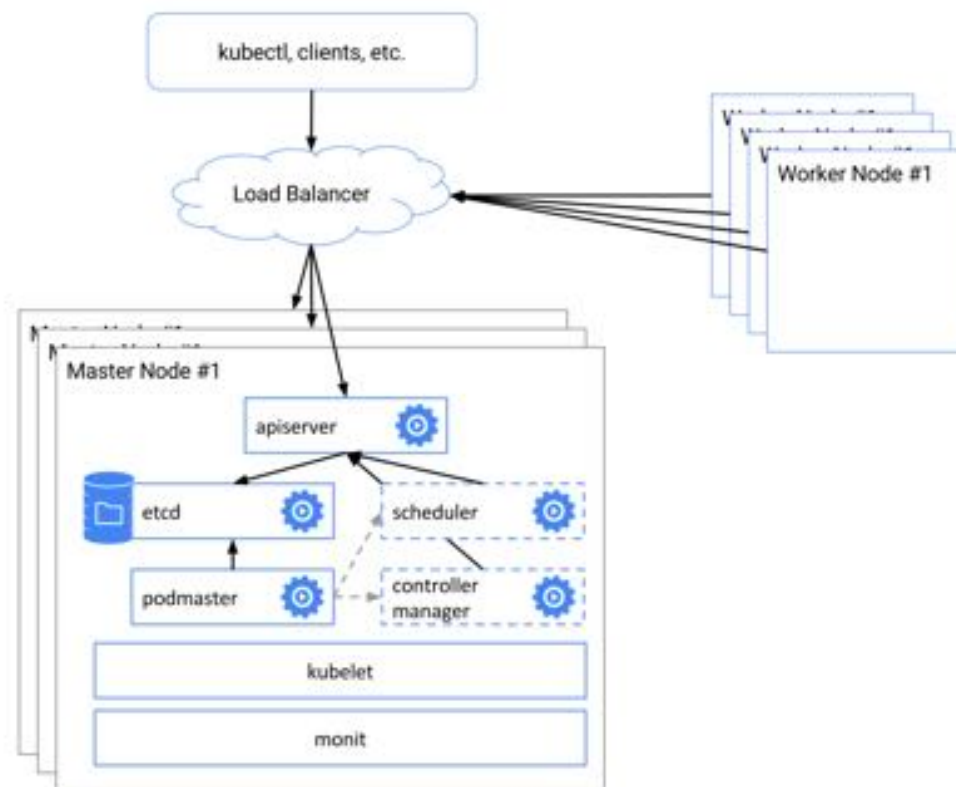 kubectl, clients, etc.
Load Balancer
Worker Node #1
Master Node #1
apiserver
etcd
scheduler
podmaster
controller
manager
kubelet
monit